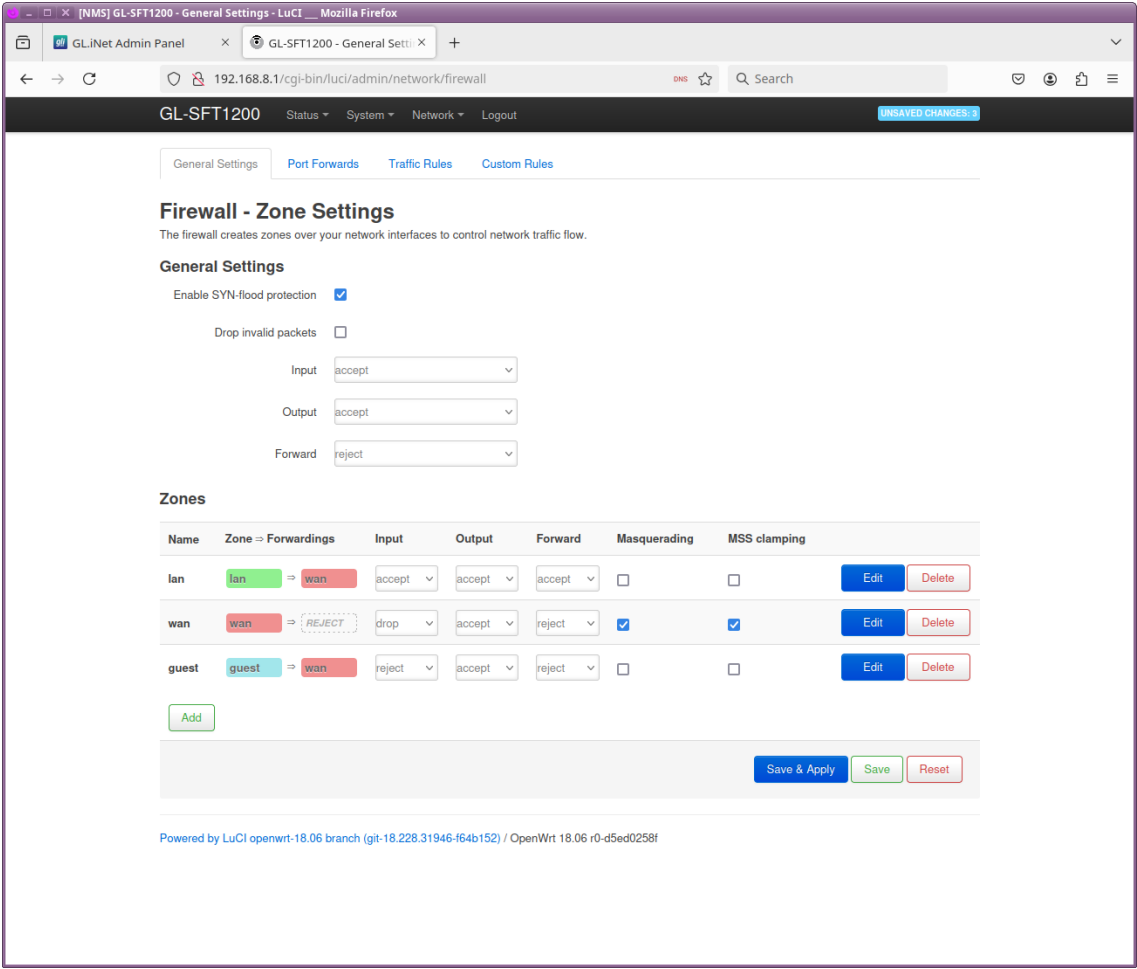 [NMS] GL-SFT1200 - General Settings - LuCI ___ Mozilla Firefox
gli GL.iNet Admin Panel GL-SFT1200 - General Setti
192.168.8.1/cgi-bin/luci/admin/network/firewall DNS Search
GL-SFT1200 Status System Network Logout UNSAVED CHANGES: 3
General Settings Port Forwards Traffic Rules Custom Rules
Firewall - Zone Settings
The firewall creates zones over your network interfaces to control network traffic flow.
General Settings
Enable SYN-flood protection
Drop invalid packets
Input accept
Output accept
Forward reject
Zones
Name Zone ⇒ Forwardings Input Output Forward Masquerading MSS clamping
lan lan ⇒ wan accept accept accept Edit Delete
wan wan ⇒ REJECT drop accept reject Edit Delete
guest guest ⇒ wan reject accept reject Edit Delete
Add
Save & Apply Save Reset
Powered by LuCI openwrt-18.06 branch (git-18.228.31946-f64b152) / OpenWrt 18.06 r0-d5ed0258f